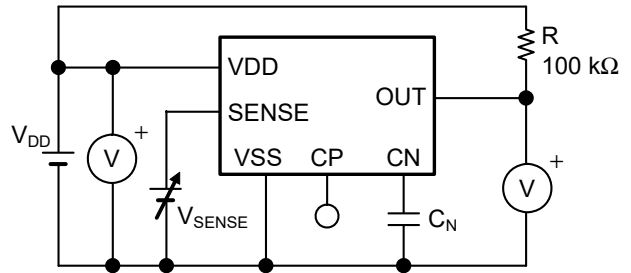 R
100 kΩ
VDD
SENSE
OUT
VSS CP CN
V_DD
V
+
V_SENSE
C_N
V
+